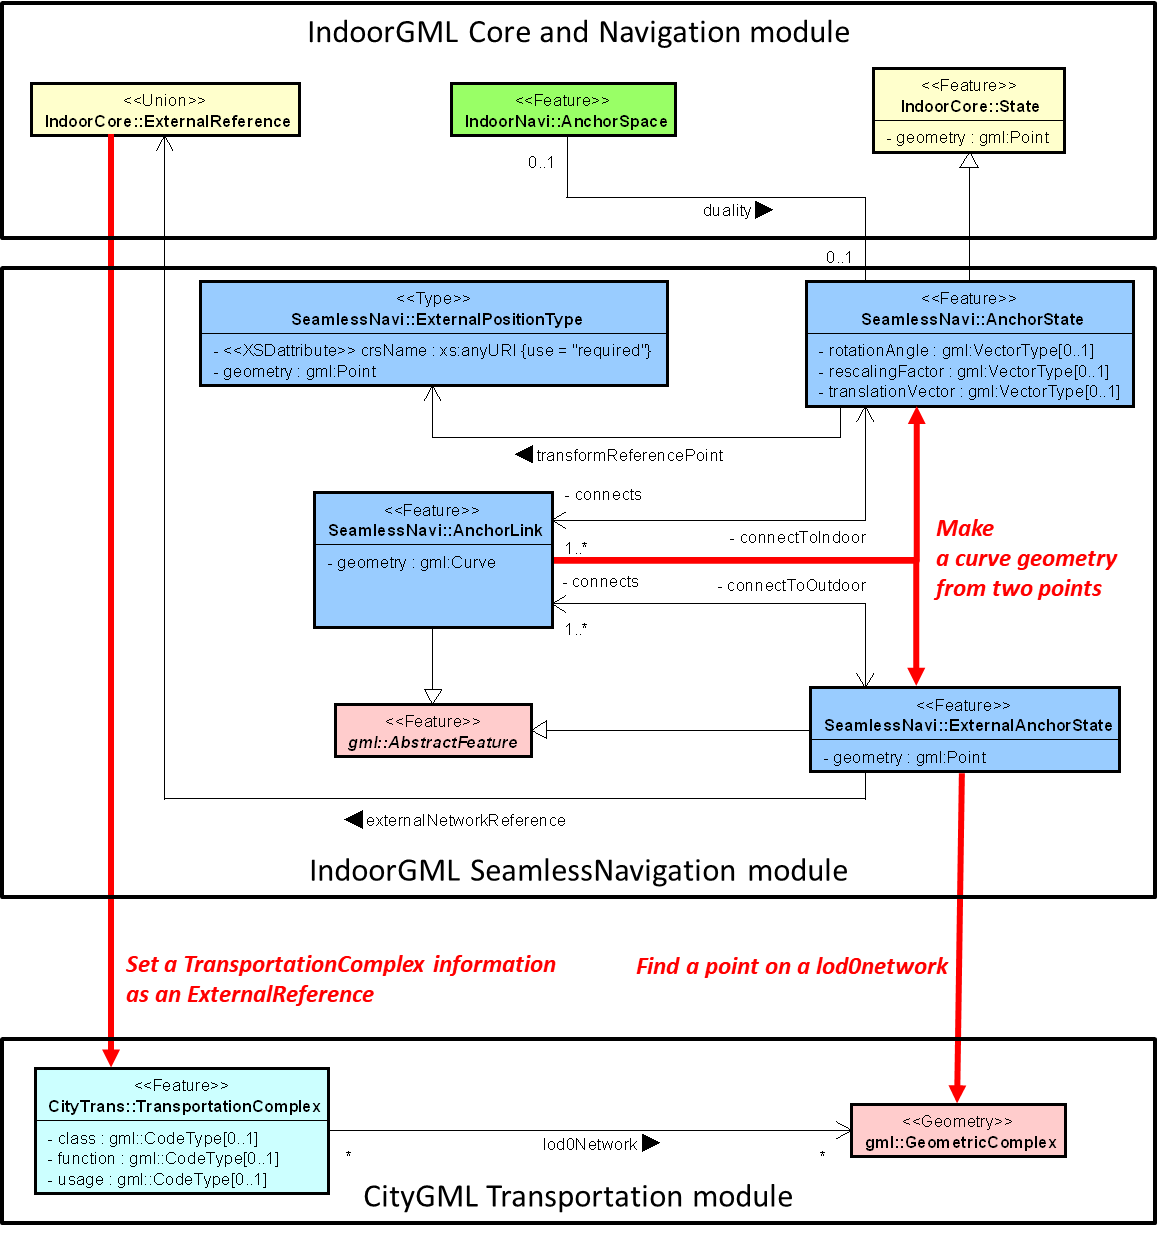 IndoorGML Core and Navigation module
<<Union>>
IndoorCore::ExternalReference
<<Feature>>
IndoorNavi::AnchorSpace
<<Feature>>
IndoorCore::State
- geometry : gml:Point
0..1
duality
0..1
<<Type>>
SeamlessNavi::ExternalPositionType
- <<XSDattribute>> crsName : xs:anyURI {use = "required"}
- geometry : gml:Point
<<Feature>>
SeamlessNavi::AnchorState
- rotationAngle : gml:VectorType[0..1]
- rescalingFactor : gml:VectorType[0..1]
- translationVector : gml:VectorType[0..1]
transformReferencePoint
- connects
<<Feature>>
SeamlessNavi::AnchorLink
- geometry : gml:Curve
1..*
- connectToIndoor
Make
a curve geometry
from two points
- connects
- connectToOutdoor
1..*
<<Feature>>
gml::AbstractFeature
<<Feature>>
SeamlessNavi::ExternalAnchorState
- geometry : gml:Point
externalNetworkReference
IndoorGML SeamlessNavigation module
Set a TransportationComplex information
as an ExternalReference
Find a point on a lod0network
<<Feature>>
CityTrans::TransportationComplex
- class : gml::CodeType[0..1]
- function : gml::CodeType[0..1]
- usage : gml::CodeType[0..1]
*
lod0Network
*
<<Geometry>>
gml::GeometricComplex
CityGML Transportation module